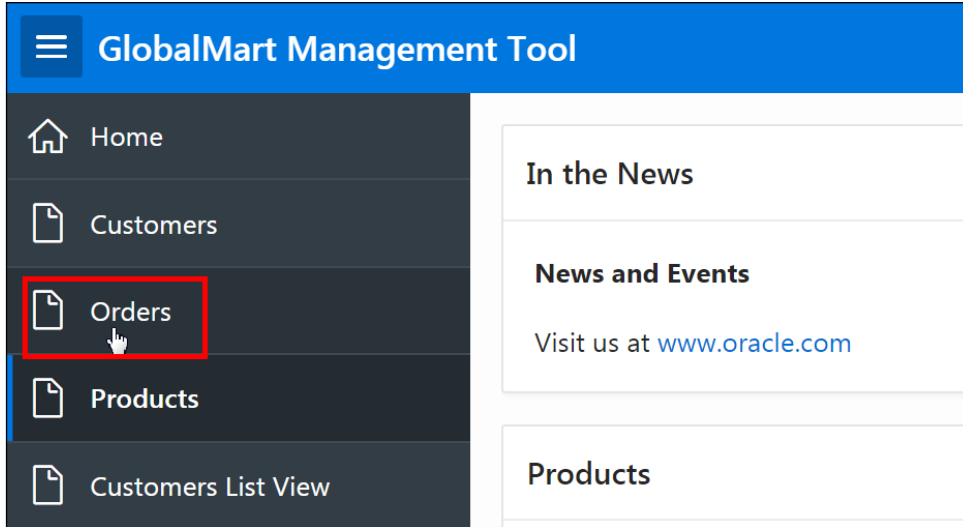 GlobalMart Management Tool
Home
Customers
Orders
Products
Customers List View
In the News
News and Events
Visit us at www.oracle.com
Products